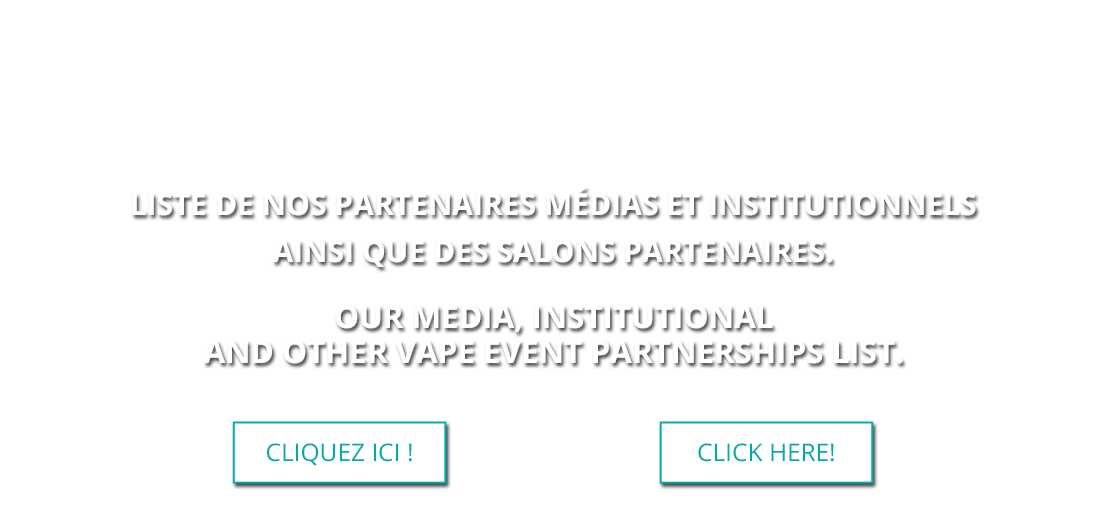 LISTE DE NOS PARTENAIRES MÉDIAS ET INSTITUTIONNELS
AINSI QUE DES SALONS PARTENAIRES.
OUR MEDIA, INSTITUTIONAL
AND OTHER VAPE EVENT PARTNERSHIPS LIST.
CLIQUEZ ICI !
CLICK HERE!